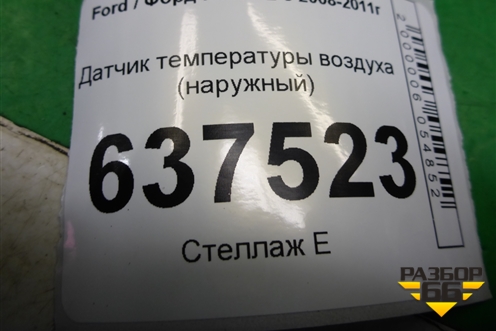 Ford / Форд 2008-2011г
Датчик температуры воздуха
(наружный)
637523
Стеллаж Е
2000006054852
РАЗБОР
66